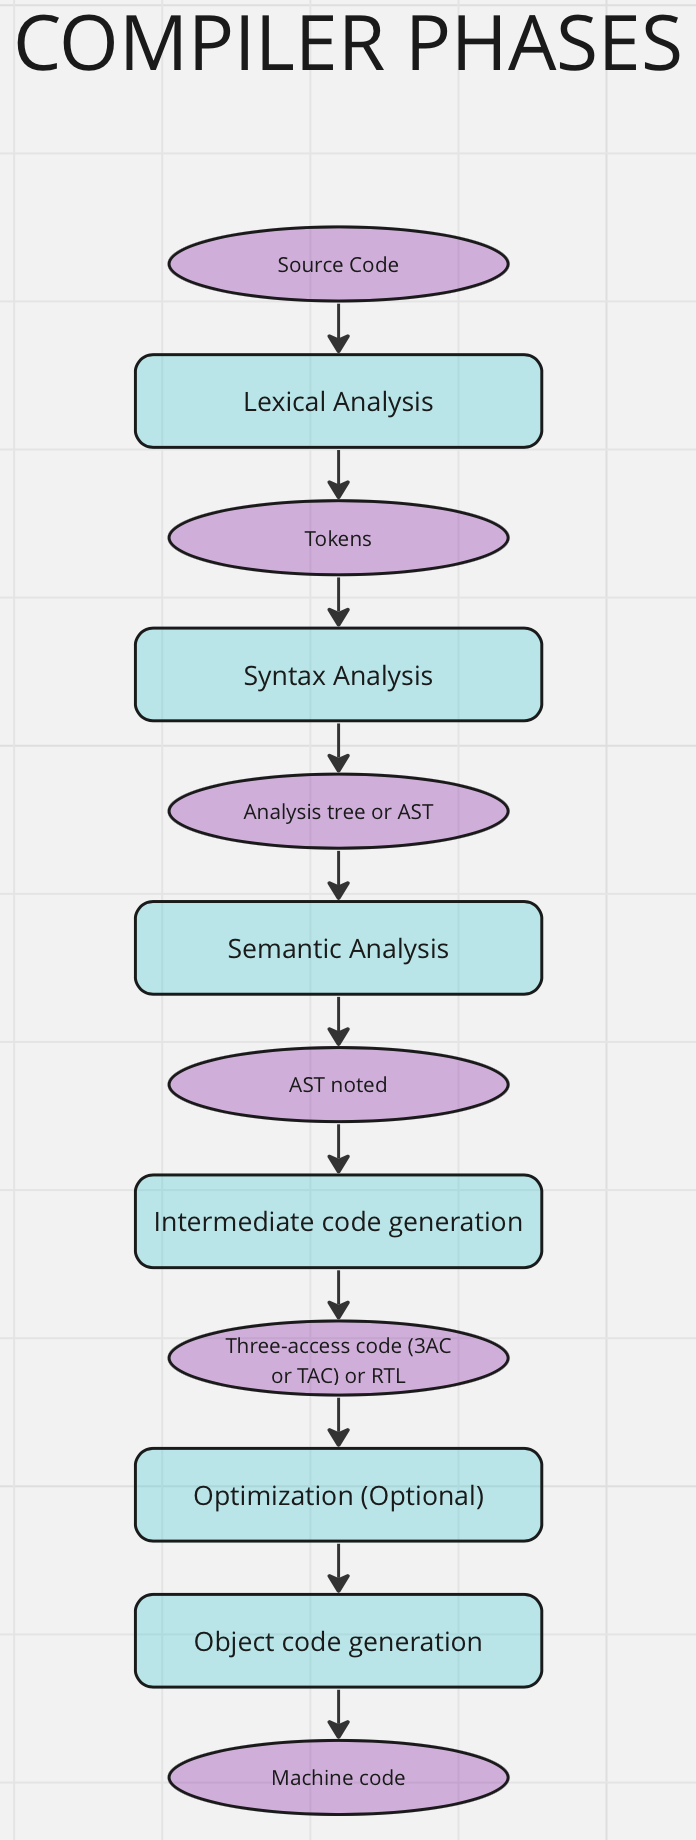 COMPILER PHASES
Source Code
Lexical Analysis
Tokens
Syntax Analysis
Analysis tree or AST
Semantic Analysis
AST noted
Intermediate code generation
Three-access code (3AC
or TAC) or RTL
Optimization (Optional)
Object code generation
Machine code